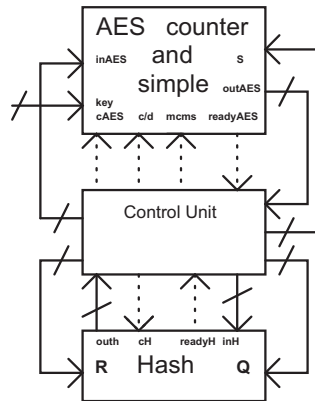 AES counter
and
inAES S
simple
outAES
key
cAES c/d mcms readyAES
Control Unit
outh cH readyH inH
R Hash Q